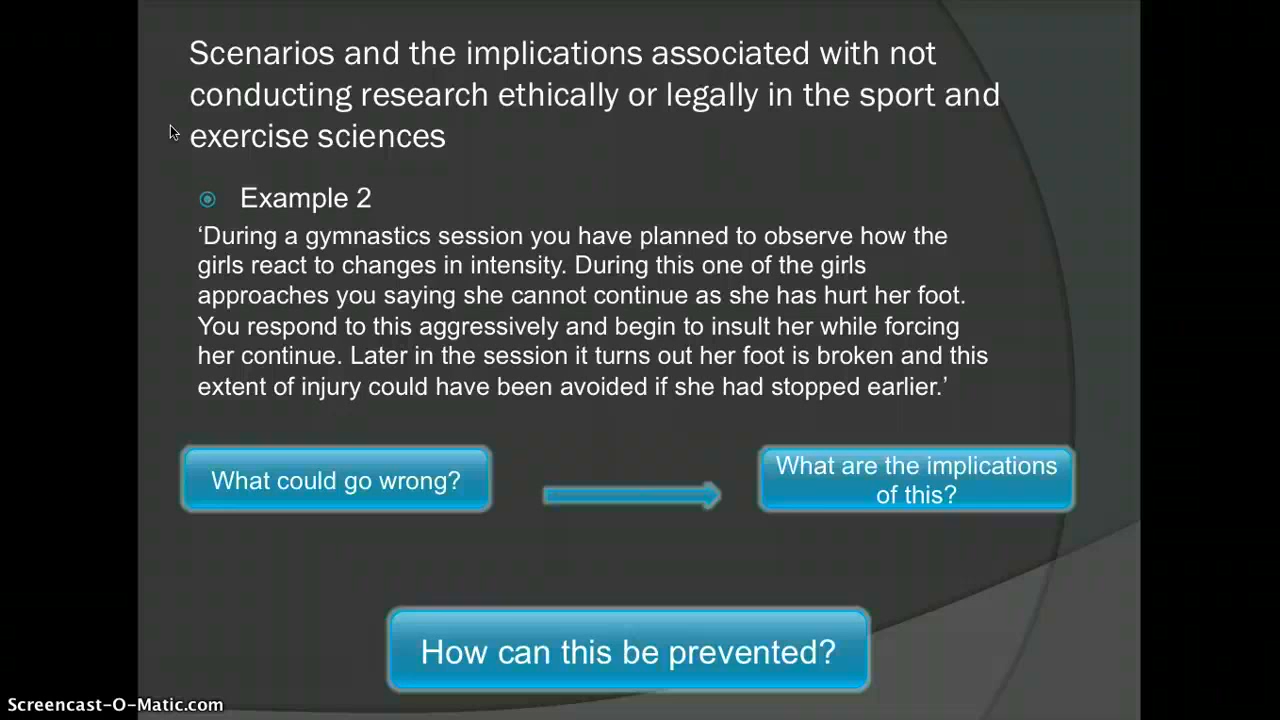 Scenarios and the implications associated with not
conducting research ethically or legally in the sport and
exercise sciences
Example 2
‘During a gymnastics session you have planned to observe how the
girls react to changes in intensity. During this one of the girls
approaches you saying she cannot continue as she has hurt her foot.
You respond to this aggressively and begin to insult her while forcing
her continue. Later in the session it turns out her foot is broken and this
extent of injury could have been avoided if she had stopped earlier.’
What could go wrong?
What are the implications
of this?
How can this be prevented?
Screencast-O-Matic.com